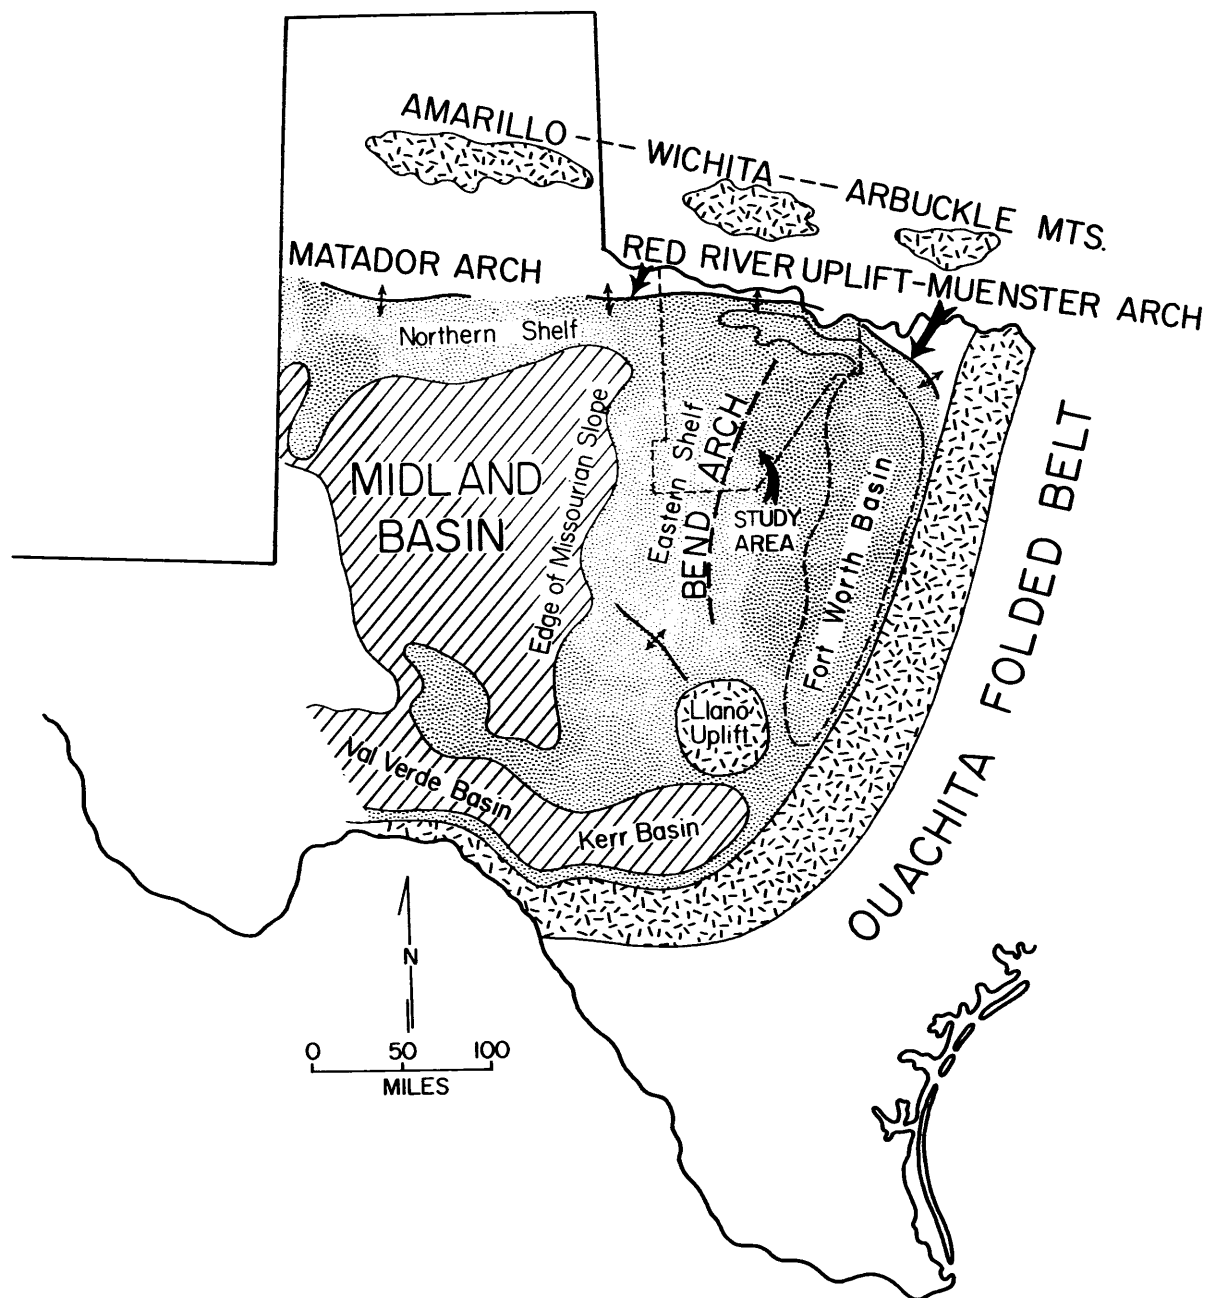 AMARILLO
WICHITA
ARBUCKLE MTS.
MATADOR ARCH
RED RIVER UPLIFT-MUENSTER ARCH
Northern Shelf
MIDLAND
BASIN
Edge of Missourian Slope
Eastern Shelf
BEND ARCH
STUDY
AREA
Fort Worth Basin
OUACHITA FOLDED BELT
Llano
Uplift
Val Verde Basin
Kerr Basin
N
0 50 100
MILES